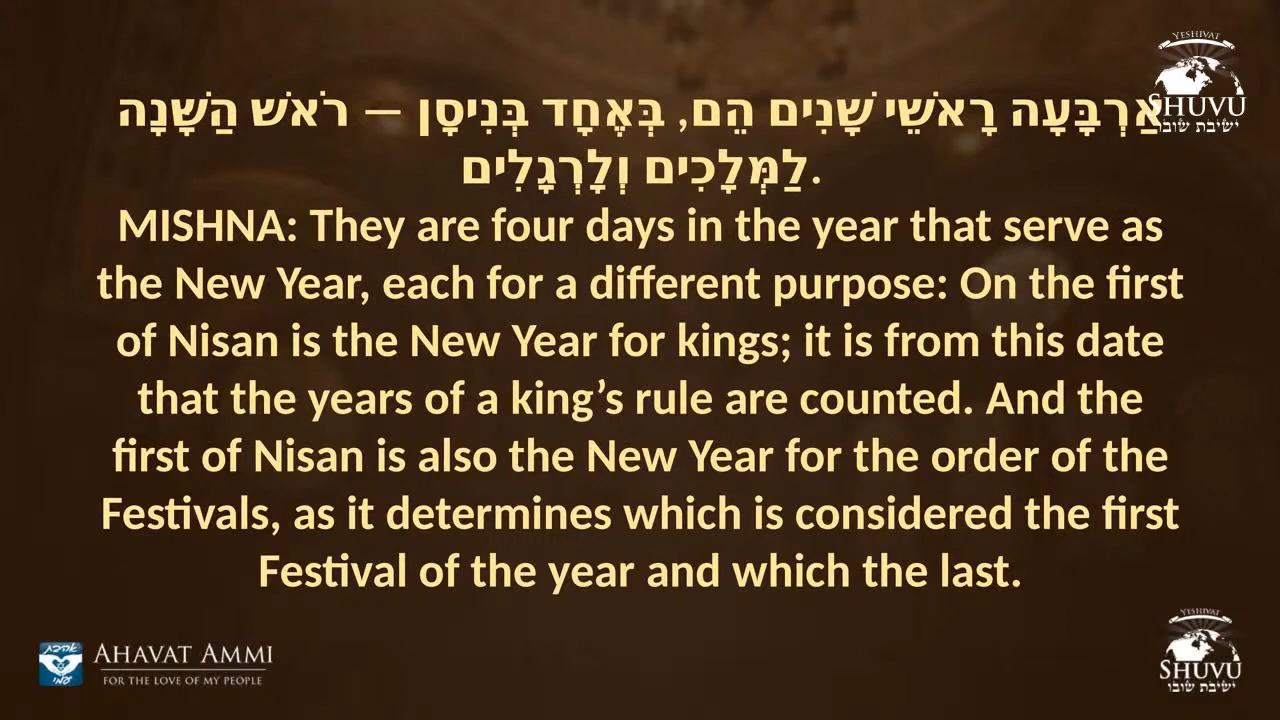 YESHIVAT
SHUVU
ישיבת שובו
אַרְבָּעָה רָאשֵׁי שָׁנִים הֵם, בְּאֶחָד בְּנִיסָן — רֹאשׁ הַשָּׁנָה
לַמְּלָכִים וְלָרְגָלִים.
MISHNA: They are four days in the year that serve as
the New Year, each for a different purpose: On the first
of Nisan is the New Year for kings; it is from this date
that the years of a king’s rule are counted. And the
first of Nisan is also the New Year for the order of the
Festivals, as it determines which is considered the first
Festival of the year and which the last.
אהבת
עמי
AHAVAT AMMI
FOR THE LOVE OF MY PEOPLE
YESHIVAT
SHUVU
ישיבת שובו